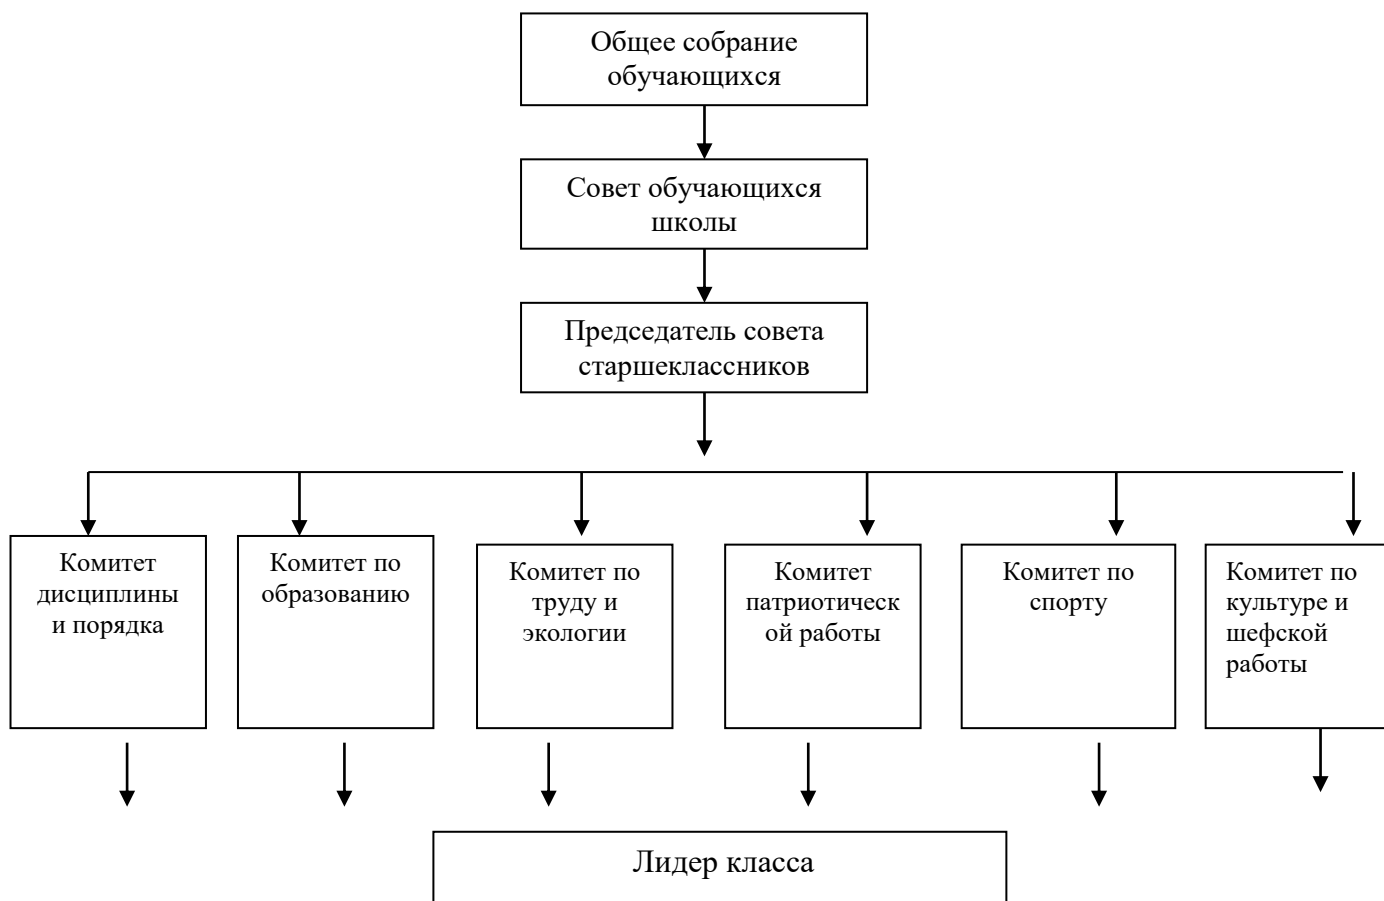 Общее собрание
обучающихся
Совет обучающихся
школы
Председатель совета
старшеклассников
Комитет
дисциплины
и порядка
Комитет по
образованию
Комитет по
труду и
экологии
Комитет
патриотическ
ой работы
Комитет по
спорту
Комитет по
культуре и
шефской
работы
Лидер класса